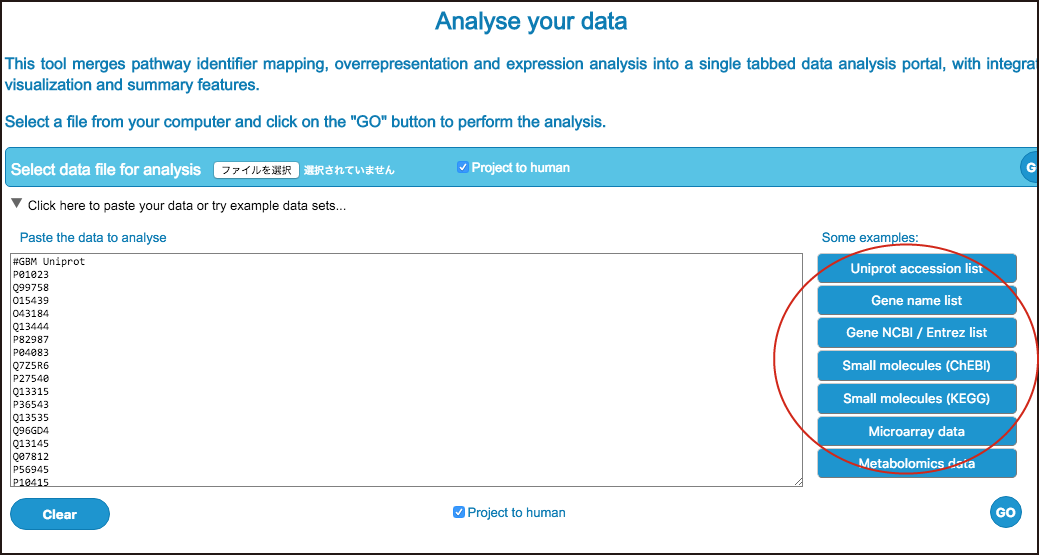 Analyse your data
This tool merges pathway identifier mapping, overrepresentation and expression analysis into a single tabbed data analysis portal, with integrat
visualization and summary features.
Select a file from your computer and click on the "GO" button to perform the analysis.
Select data file for analysis ファイルを選択 選択されていません Project to human G
Click here to paste your data or try example data sets...
Paste the data to analyse
#GBM Uniprot
P01023
Q99758
O15439
O43184
Q13444
P82987
P04083
Q7Z5R6
P27540
Q13315
P36543
Q13535
Q96GD4
Q13145
Q07812
P56945
P10415
Some examples:
Uniprot accession list
Gene name list
Gene NCBI / Entrez list
Small molecules (ChEBI)
Small molecules (KEGG)
Microarray data
Metabolomics data
Clear
Project to human
GO